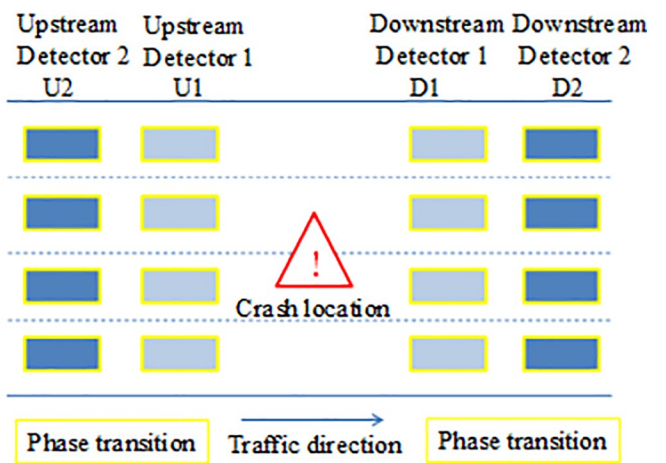 Upstream
Detector 2
U2
Upstream
Detector 1
U1
Downstream
Detector 1
D1
Downstream
Detector 2
D2
!
Crash location
Phase transition
Traffic direction
Phase transition